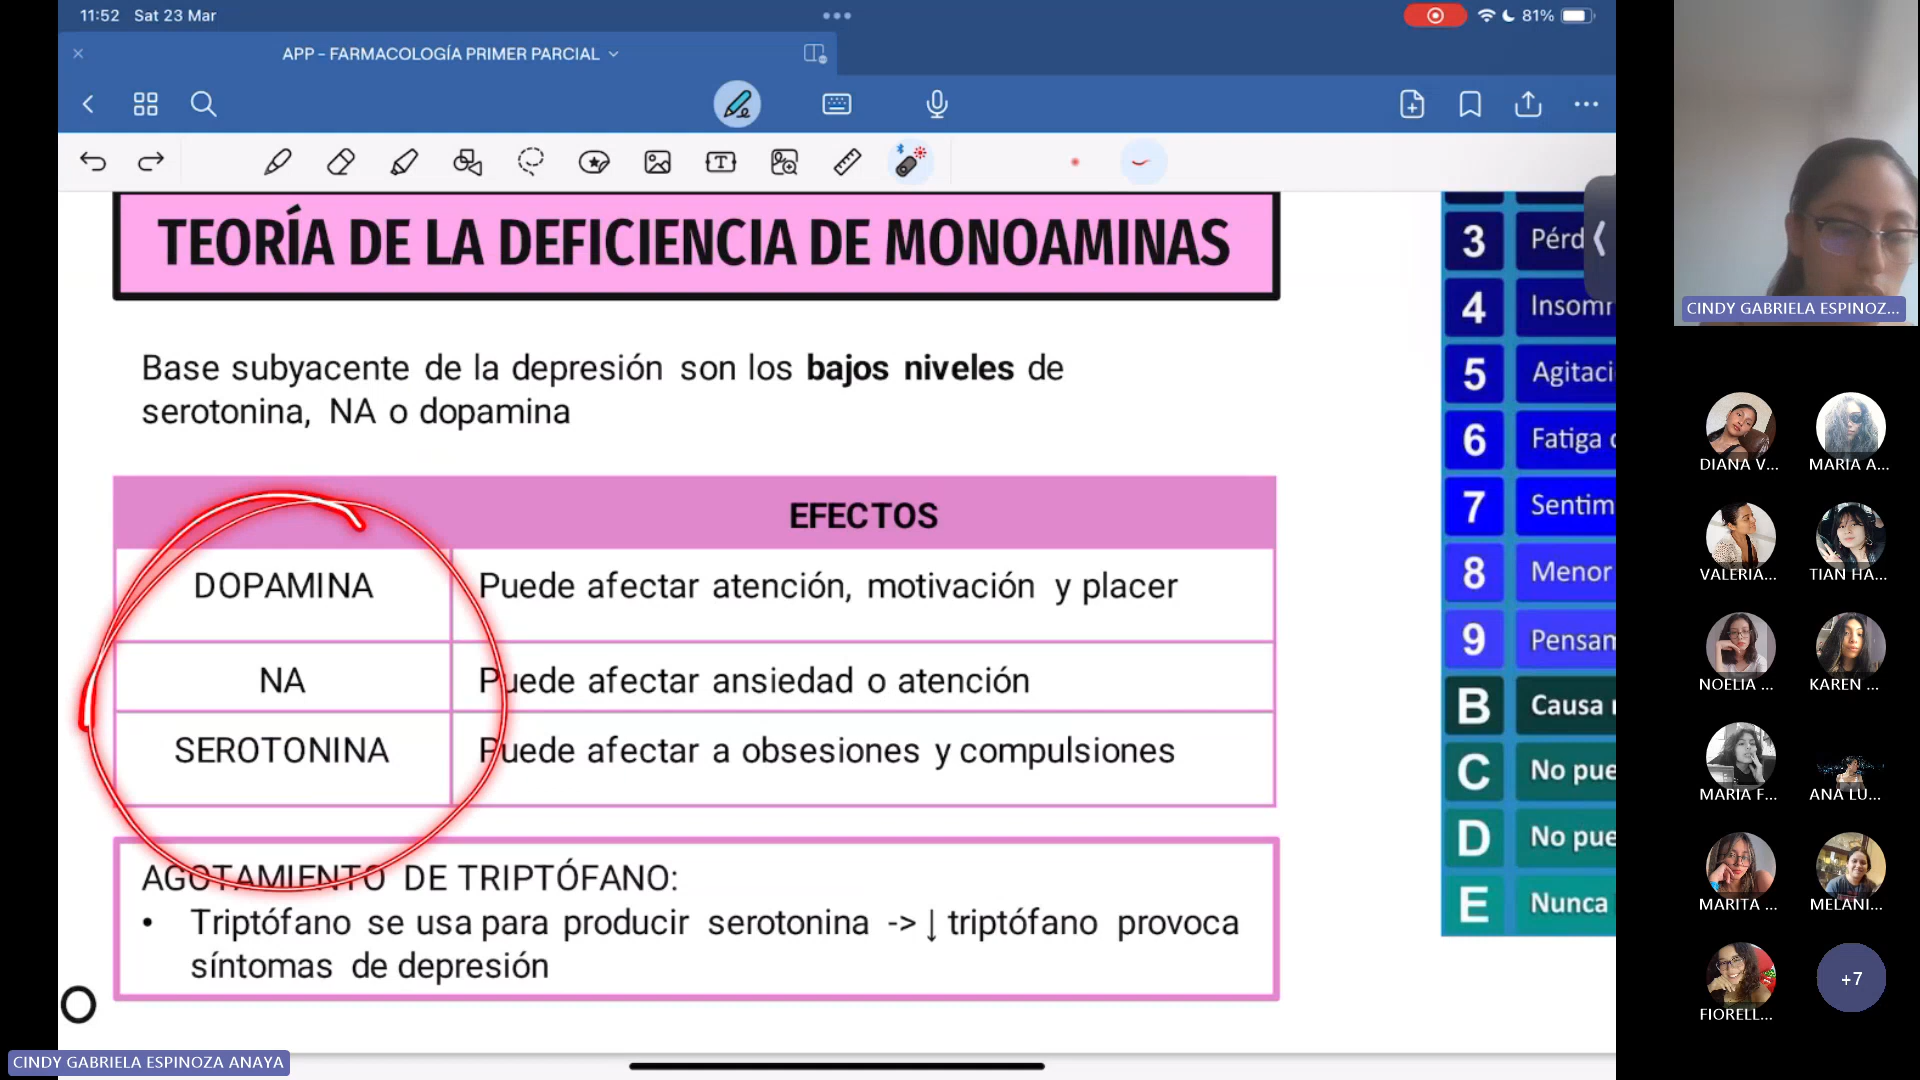 11:52 Sat 23 Mar
81%
APP - FARMACOLOGÍA PRIMER PARCIAL
TEORÍA DE LA DEFICIENCIA DE MONOAMINAS
Base subyacente de la depresión son los bajos niveles de
serotonina, NA o dopamina
EFECTOS
DOPAMINA Puede afectar atención, motivación y placer
NA Puede afectar ansiedad o atención
SEROTONINA Puede afectar a obsesiones y compulsiones
AGOTAMIENTO DE TRIPTÓFANO:
• Triptófano se usa para producir serotonina -> ↓ triptófano provoca
síntomas de depresión
O
3 Pérd
4 Insomn
5 Agitaci
6 Fatiga
7 Sentim
8 Menor
9 Pensam
B Causa
C No pue
D No pue
E Nunca
CINDY GABRIELA ESPINOZ...
DIANA V... MARIA A...
VALERIA... TIAN HA...
NOELIA ... KAREN ...
MARIA F... ANA LU...
MARITA ... MELANI...
FIORELL... +7
CINDY GABRIELA ESPINOZA ANAYA